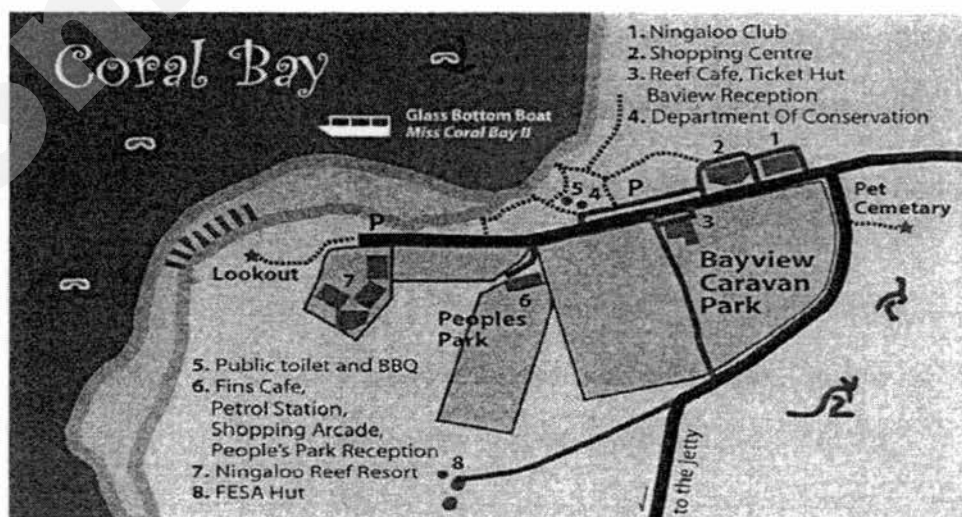 Coral Bay
Glass Bottom Boat
Miss Coral Bay II
1. Ningaloo Club
2. Shopping Centre
3. Reef Cafe, Ticket Hut
Baview Reception
4. Department Of Conservation
1
2
P
5
4
P
3
Pet
Cemetary
Lookout
7
6
Peoples
Park
Bayview
Caravan
Park
5. Public toilet and BBQ
6. Fins Cafe,
Petrol Station,
Shopping Arcade,
People's Park Reception
7. Ningaloo Reef Resort
8. FESA Hut
8
to the Jetty